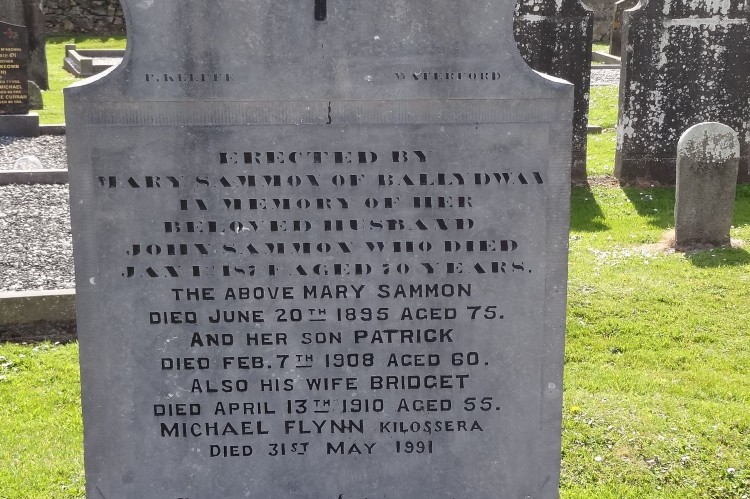 P. KEEFFE WATERFORD
ERECTED BY
MARY SAMMON OF BALLYDWAN
IN MEMORY OF HER
BELOVED HUSBAND
JOHN SAMMON WHO DIED
JANY AGED 70 YEARS.
THE ABOVE MARY SAMMON
DIED JUNE 20TH 1895 AGED 75.
AND HER SON PATRICK
DIED FEB. 7TH 1908 AGED 60.
ALSO HIS WIFE BRIDGET
DIED APRIL 13TH 1910 AGED 55.
MICHAEL FLYNN KILOSSERA
DIED 31ST MAY 1991